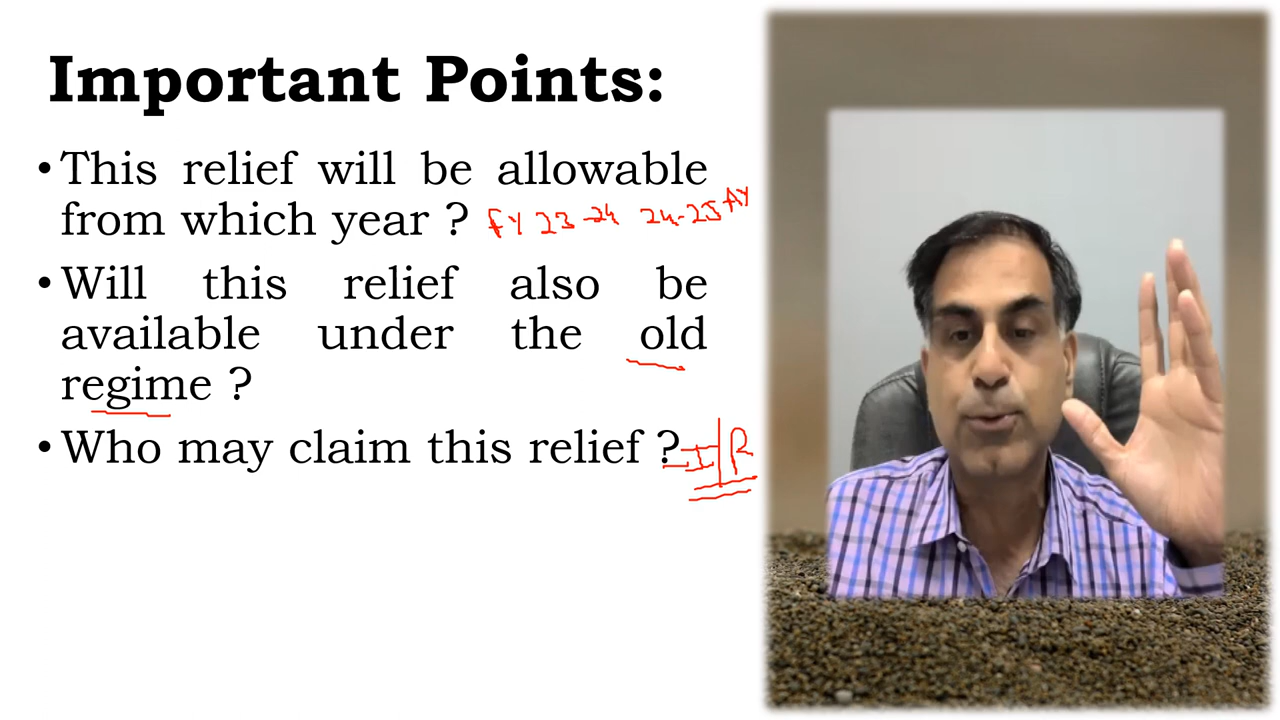 Important Points:
• This relief will be allowable
from which year ? FY 23-24 24-25 AY
• Will this relief also be
available under the old
regime ?
• Who may claim this relief ? I R